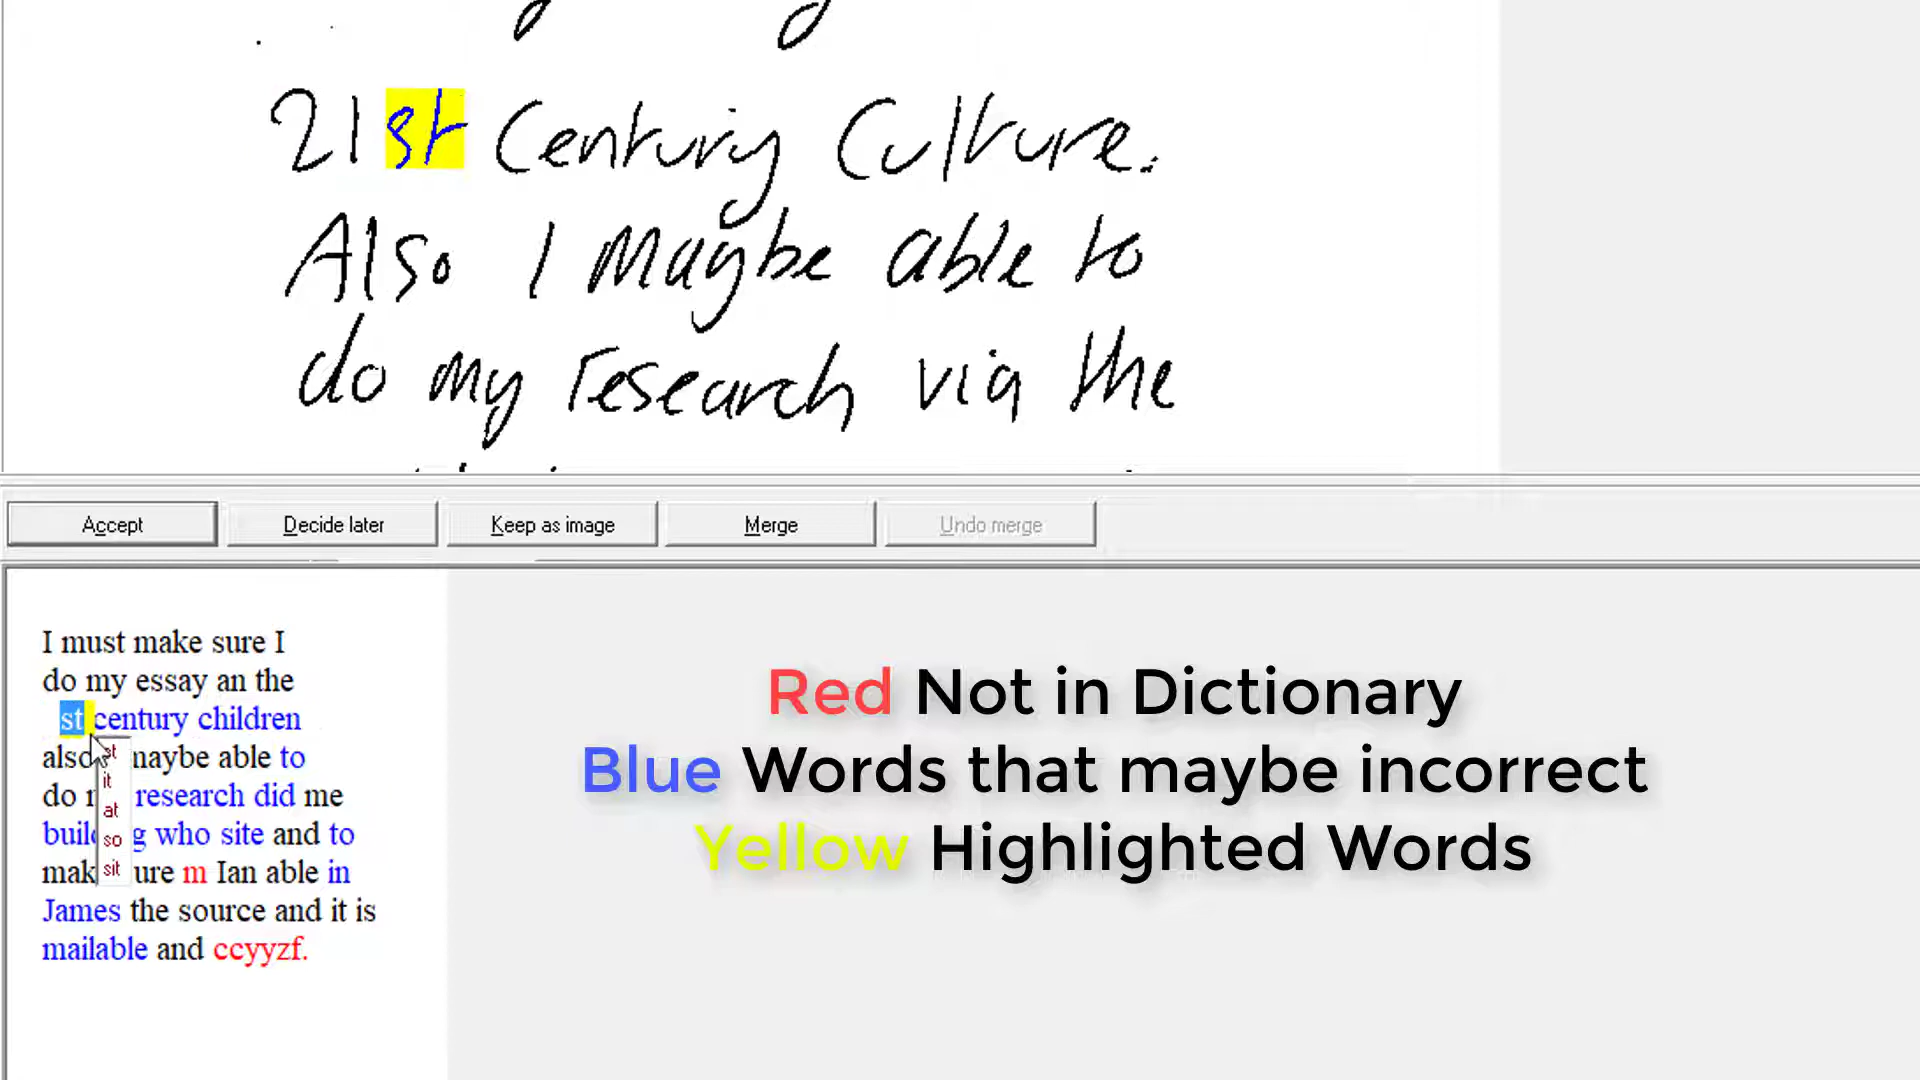 21st Century Culture.
Also I Maybe able to
do my research via the
Accept
Decide later
Keep as image
Merge
Undo merge
I must make sure I
do my essay an the
st century children
also maybe able to
do research did me
who site and to
ure m Ian able in
James the source and it is
mailable and ccyyzf.
st
it
at
so
sit
Red Not in Dictionary
Blue Words that maybe incorrect
Yellow Highlighted Words